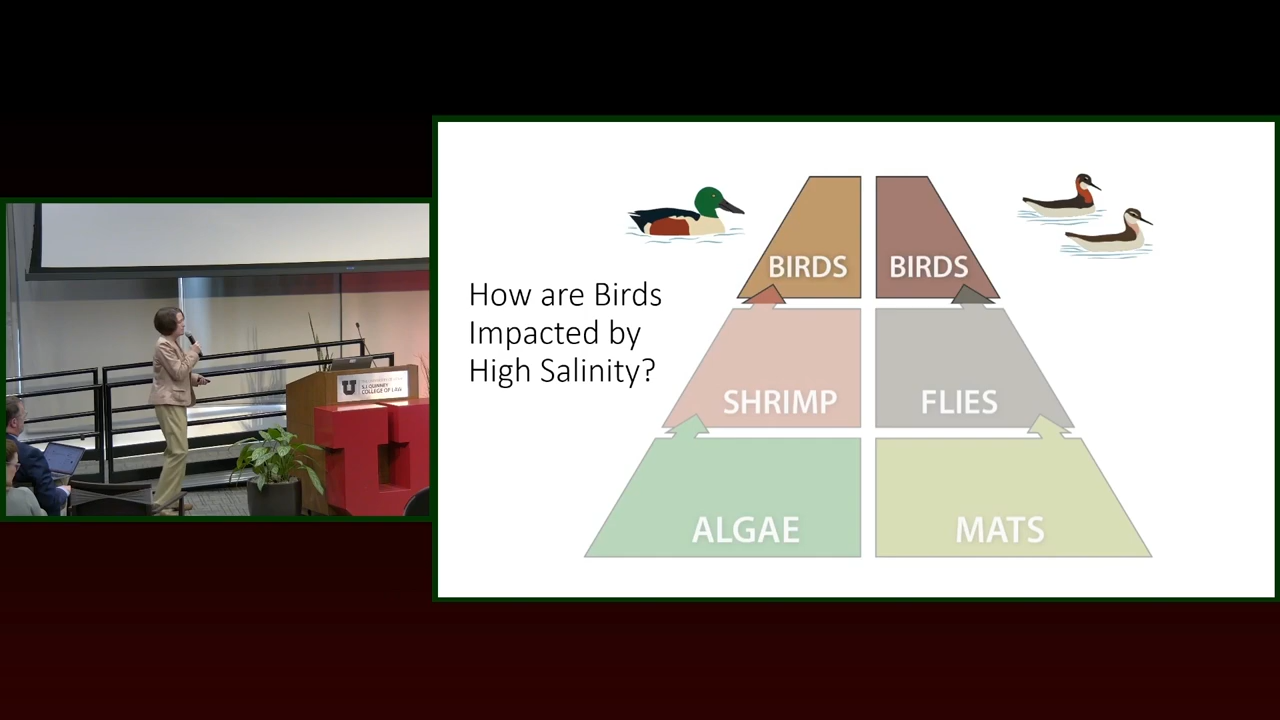 How are Birds
Impacted by
High Salinity?
BIRDS
BIRDS
SHRIMP
FLIES
ALGAE
MATS
U
S.J. QUINNEY
COLLEGE OF LAW